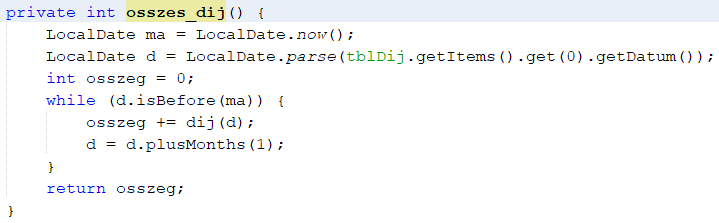 private int osszes_dij() {
    LocalDate ma = LocalDate.now();
    LocalDate d = LocalDate.parse(tblDij.getItems().get(0).getDatum());
    int osszeg = 0;
    while (d.isBefore(ma)) {
        osszeg += dij(d);
        d = d.plusMonths(1);
    }
    return osszeg;
}